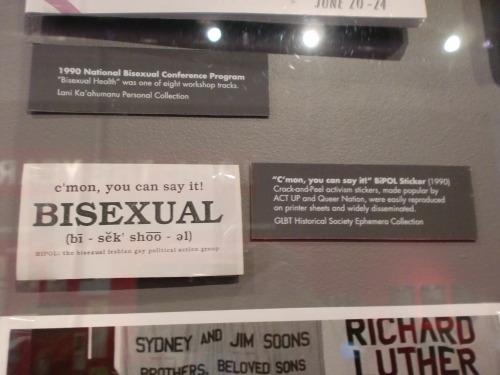 JUNE 20-24
1990 National Bisexual Conference Program
"Bisexual Health" was one of eight workshop tracks.
Lani Ka'ahumanu Personal Collection
c'mon, you can say it!
BISEXUAL
(bī - sĕk' sho͞o - əl)
BIPOL: the bisexual lesbian gay political action group
"C'mon, you can say it!" BiPOL Sticker (1990)
Crack-and-Peel activism stickers, made popular by
ACT UP and Queer Nation, were easily reproduced
on printer sheets and widely disseminated.
GLBT Historical Society Ephemera Collection
SYDNEY AND JIM SOONS
BROTHERS, BELOVED SONS
RICHARD
LUTHER